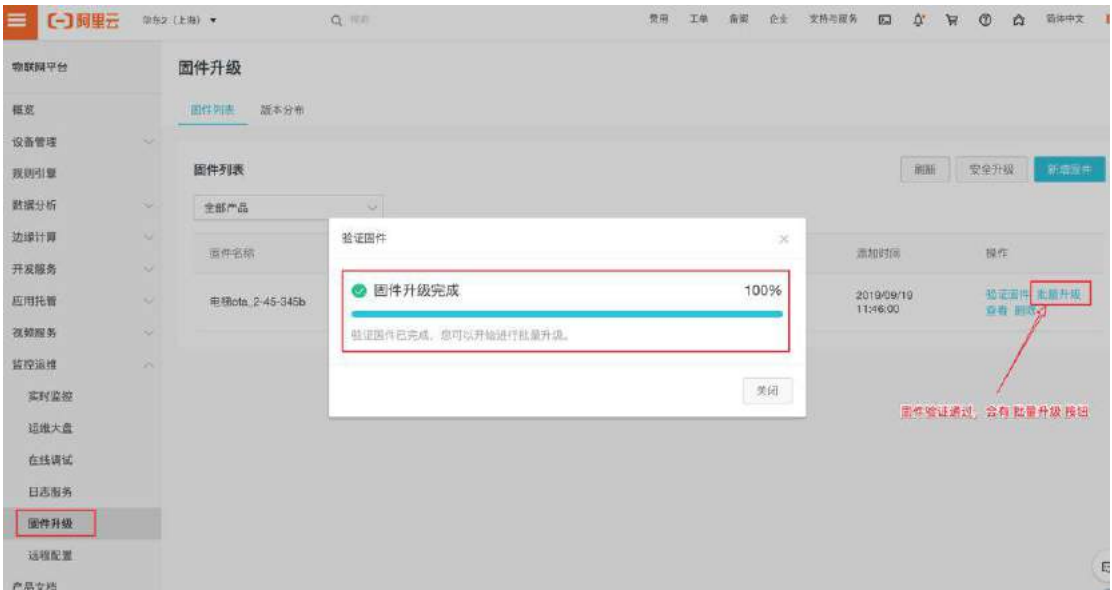 阿里云 华东2（上海） 搜索 费用 工单 备案 企业 支持与服务 简体中文
物联网平台
固件升级
概览
固件列表 版本分布
设备管理
规则引擎
固件列表
刷新 安全升级 新增固件
数据分析
全部产品
边缘计算
验证固件
固件名称 添加时间 操作
开发服务
固件升级完成 100%
应用托管
电梯ota_2-45-345b
2019/09/19
11:46:00
验证固件 批量升级
查看 删除
验证固件已完成，您可以开始进行批量升级。
视频服务
监控运维
关闭
实时监控
固件验证通过，会有 批量升级 按钮
运维大盘
在线调试
日志服务
固件升级
远程配置
产品文档